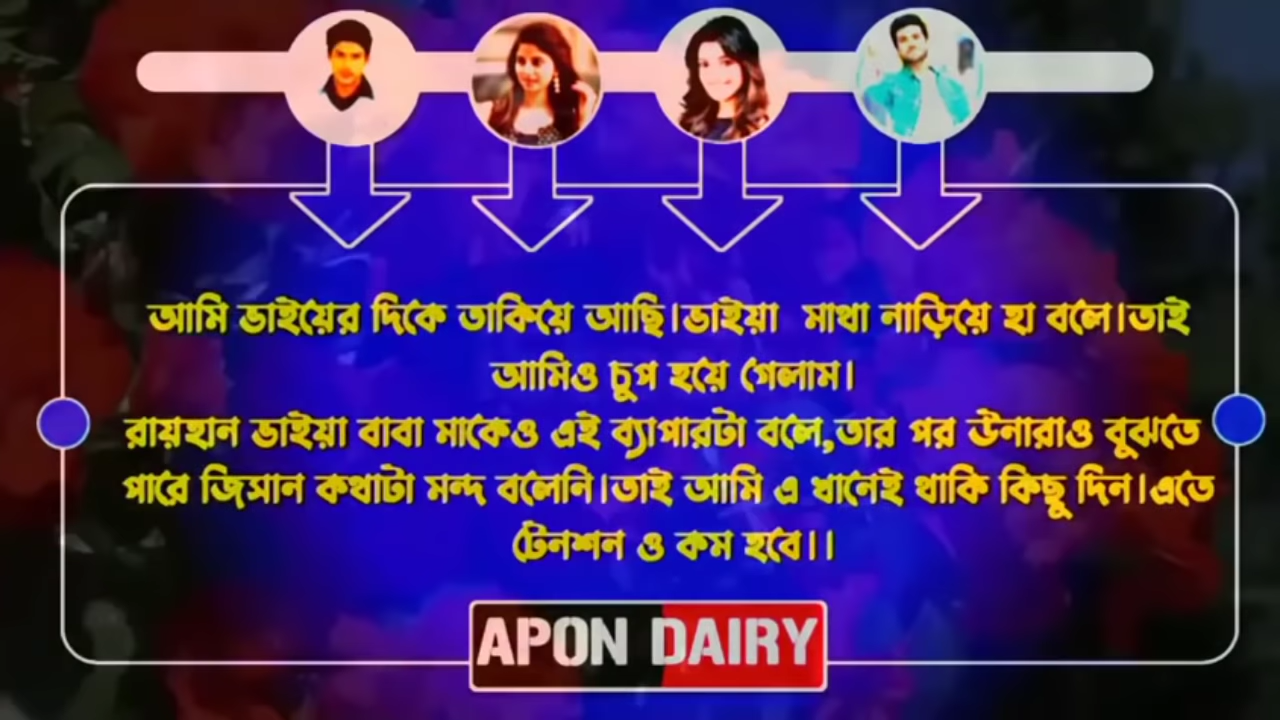 আমি ভাইয়ের দিকে তাকিয়ে আছি।ভাইয়া মাথা নাড়িয়ে হা বলে।তাই
আমিও চুপ হয়ে গেলাম।
রায়হান ভাইয়া বাবা মাকেও এই ব্যাপারটা বলে,তার পর উনারাও বুঝতে
পারে জিসান কথাটা মন্দ বলেনি।তাই আমি এ খানেই থাকি কিছু দিন।এতে
টেনশন ও কম হবে।।
APON DAIRY